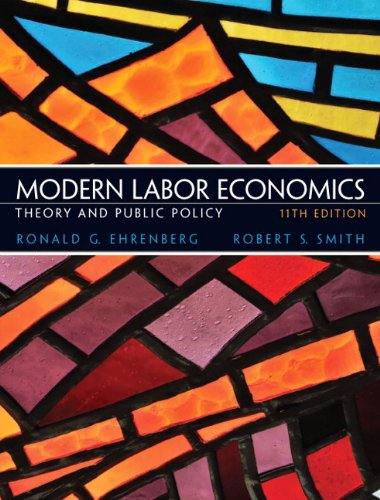 MODERN LABOR ECONOMICS
THEORY AND PUBLIC POLICY 11TH EDITION
RONALD G. EHRENBERG ROBERT S. SMITH